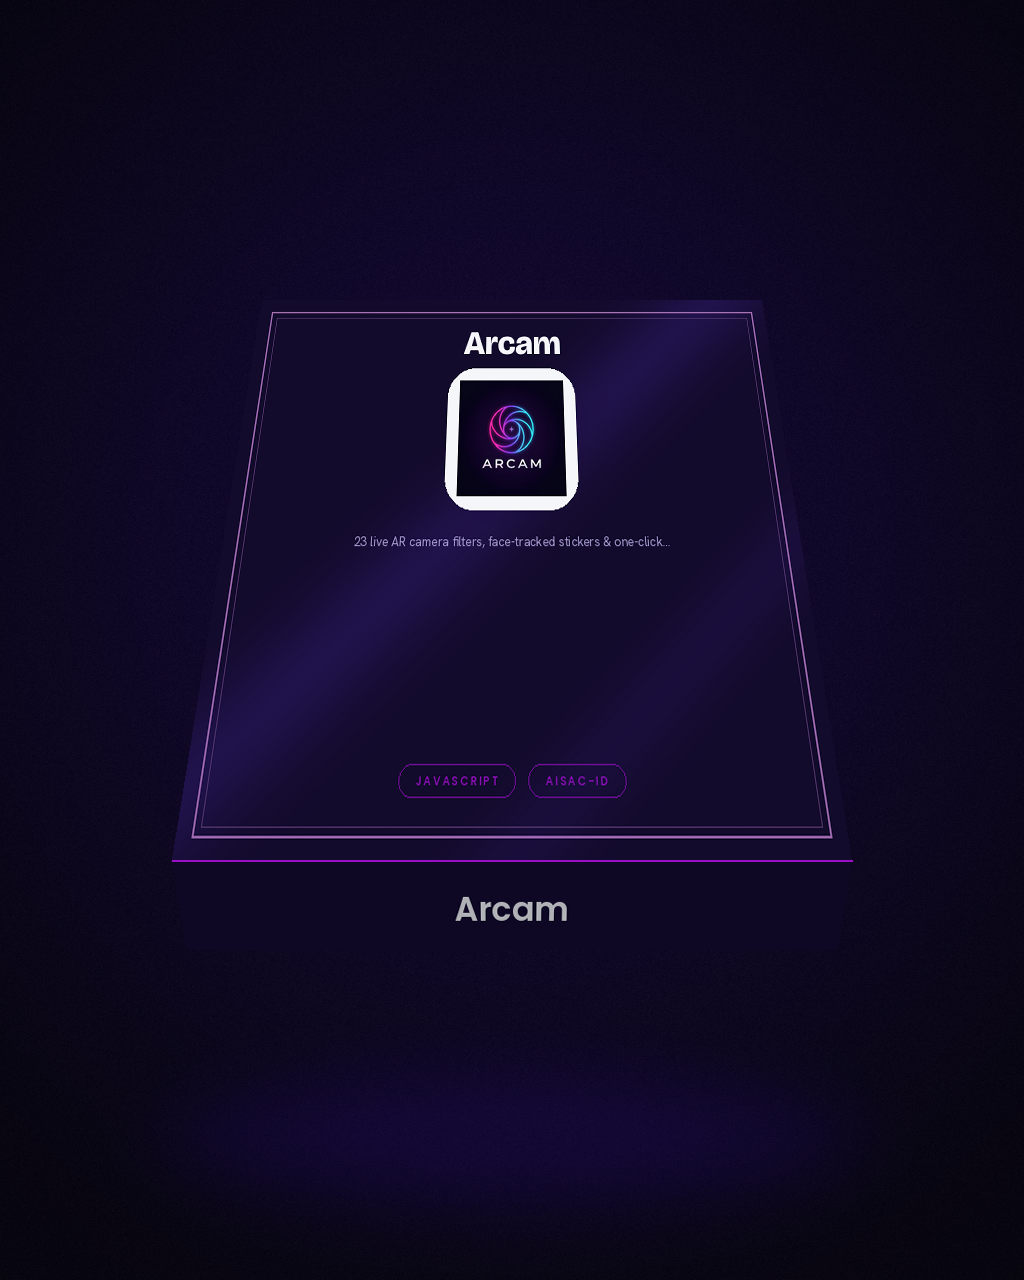 Arcam
ARCAM
23 live AR camera filters, face-tracked stickers & one-click...
JAVASCRIPT AISAC-ID
Arcam